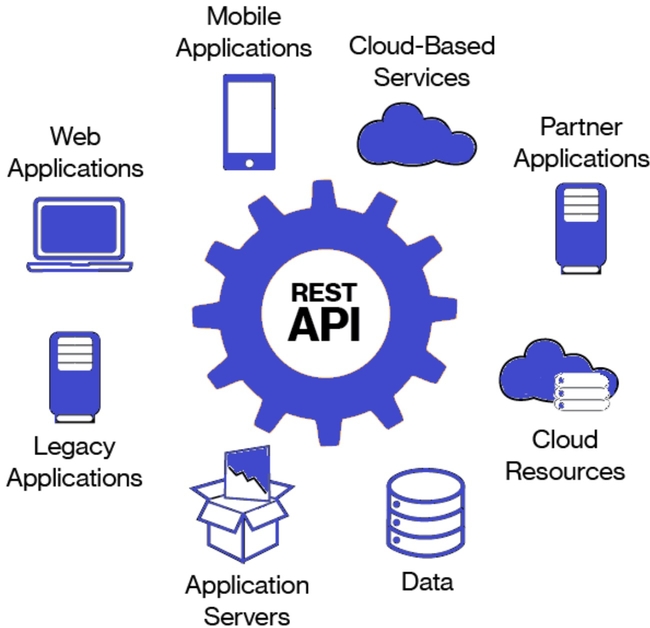 Mobile
Applications
Cloud-Based
Services
Web
Applications
Partner
Applications
REST
API
Legacy
Applications
Cloud
Resources
Application
Servers
Data